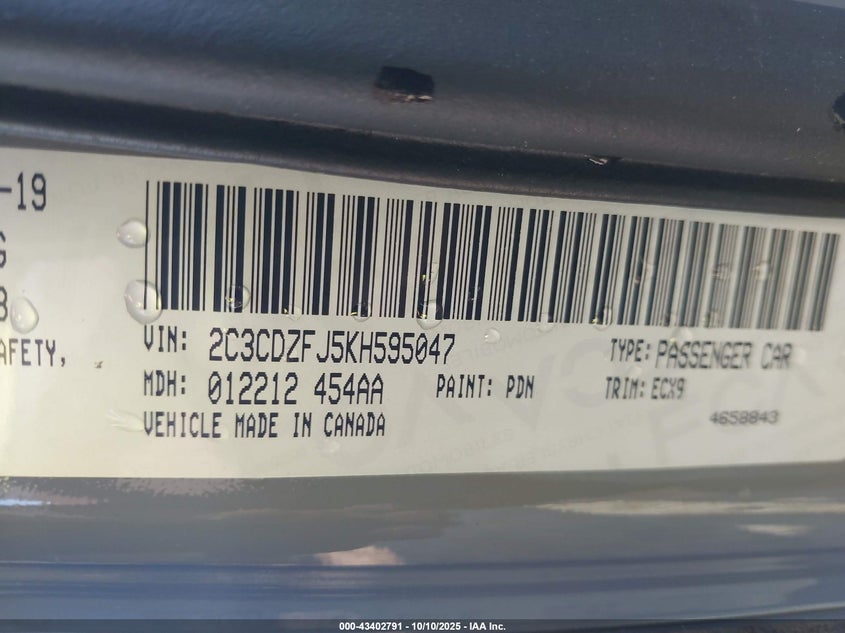 -19
AFETY,
VIN: 2C3CDZFJ5KH595047 TYPE: PASSENGER CAR
MDH: 012212 454AA PAINT: PDN TRIM: ECX9
VEHICLE MADE IN CANADA 4658843
000-43402791 - 10/10/2025 - IAA Inc.